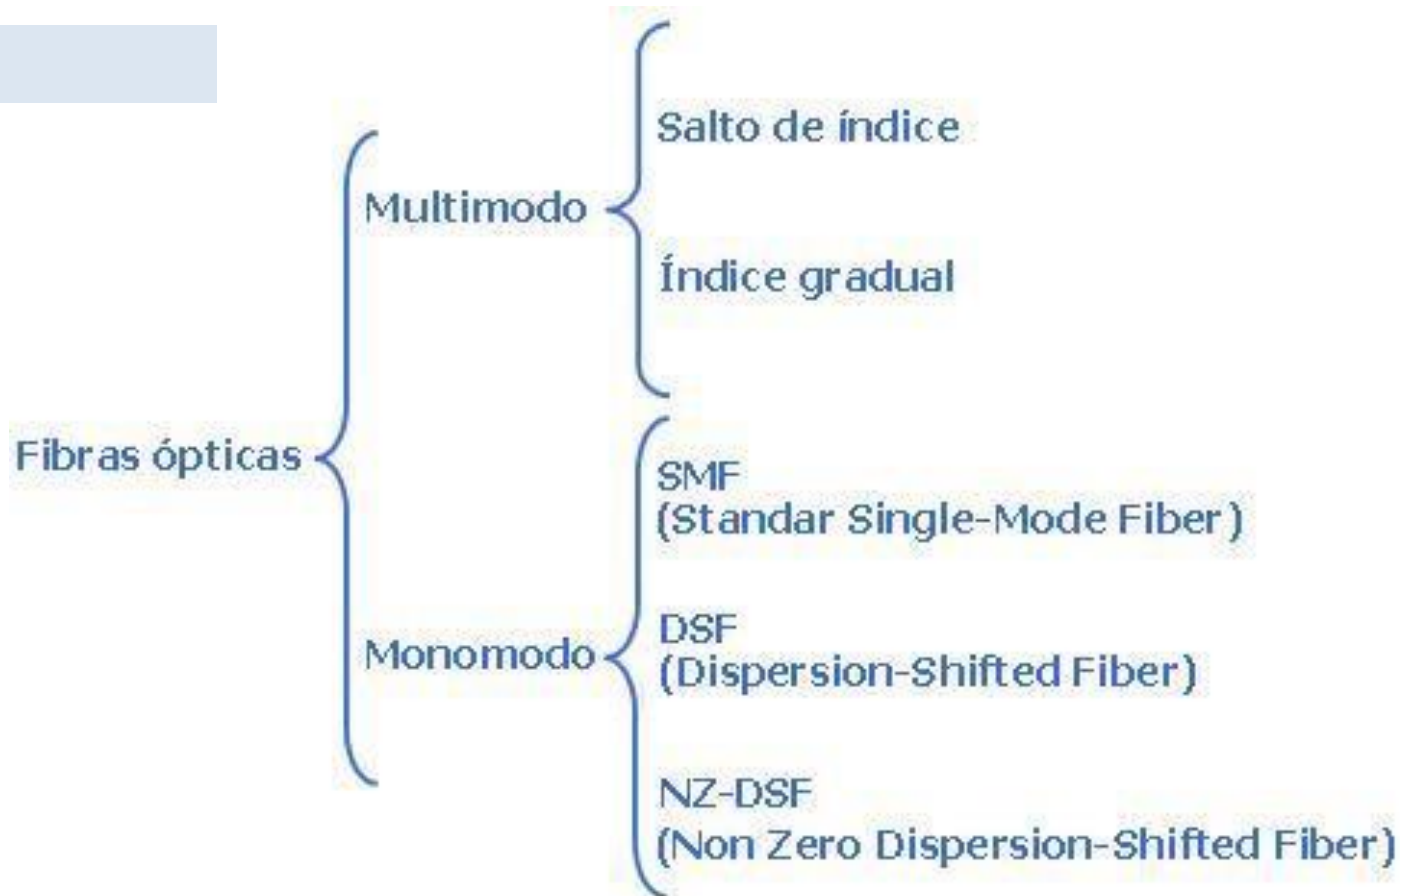 Fibras ópticas
Multimodo
Salto de índice
Índice gradual
Monomodo
SMF
(Standar Single-Mode Fiber)
DSF
(Dispersion-Shifted Fiber)
NZ-DSF
(Non Zero Dispersion-Shifted Fiber)